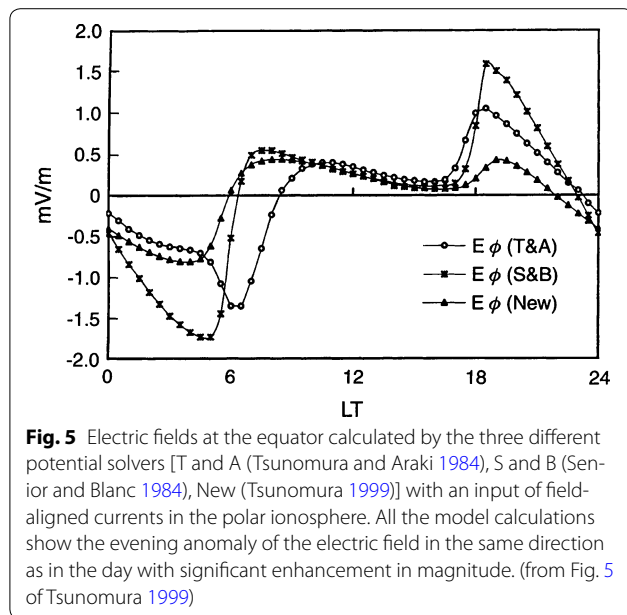 2.0
1.5
1.0
0.5
0
-0.5
-1.0
-1.5
-2.0
mV/m
E ϕ (T&A)
E ϕ (S&B)
E ϕ (New)
0 6 12 18 24
LT
Fig. 5 Electric fields at the equator calculated by the three different
potential solvers [T and A (Tsunomura and Araki 1984), S and B (Sen-
ior and Blanc 1984), New (Tsunomura 1999)] with an input of field-
aligned currents in the polar ionosphere. All the model calculations
show the evening anomaly of the electric field in the same direction
as in the day with significant enhancement in magnitude. (from Fig. 5
of Tsunomura 1999)